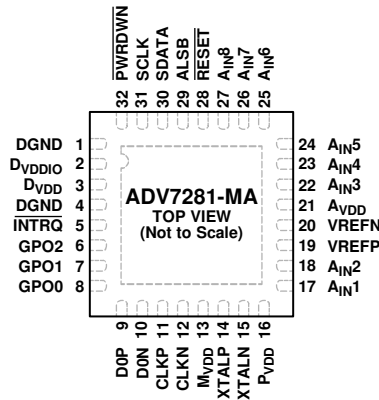 32 PWRDWN
31 SCLK
30 SDATA
29 ALSB
28 RESET
27 AIN8
26 AIN7
25 AIN6
DGND 1
DVDDIO 2
DVDD 3
DGND 4
INTRQ 5
GPO2 6
GPO1 7
GPO0 8
ADV7281-MA
TOP VIEW
(Not to Scale)
24 AIN5
23 AIN4
22 AIN3
21 AVDD
20 VREFN
19 VREFP
18 AIN2
17 AIN1
D0P 9
D0N 10
CLKP 11
CLKN 12
MVDD 13
XTALP 14
XTALN 15
PVDD 16